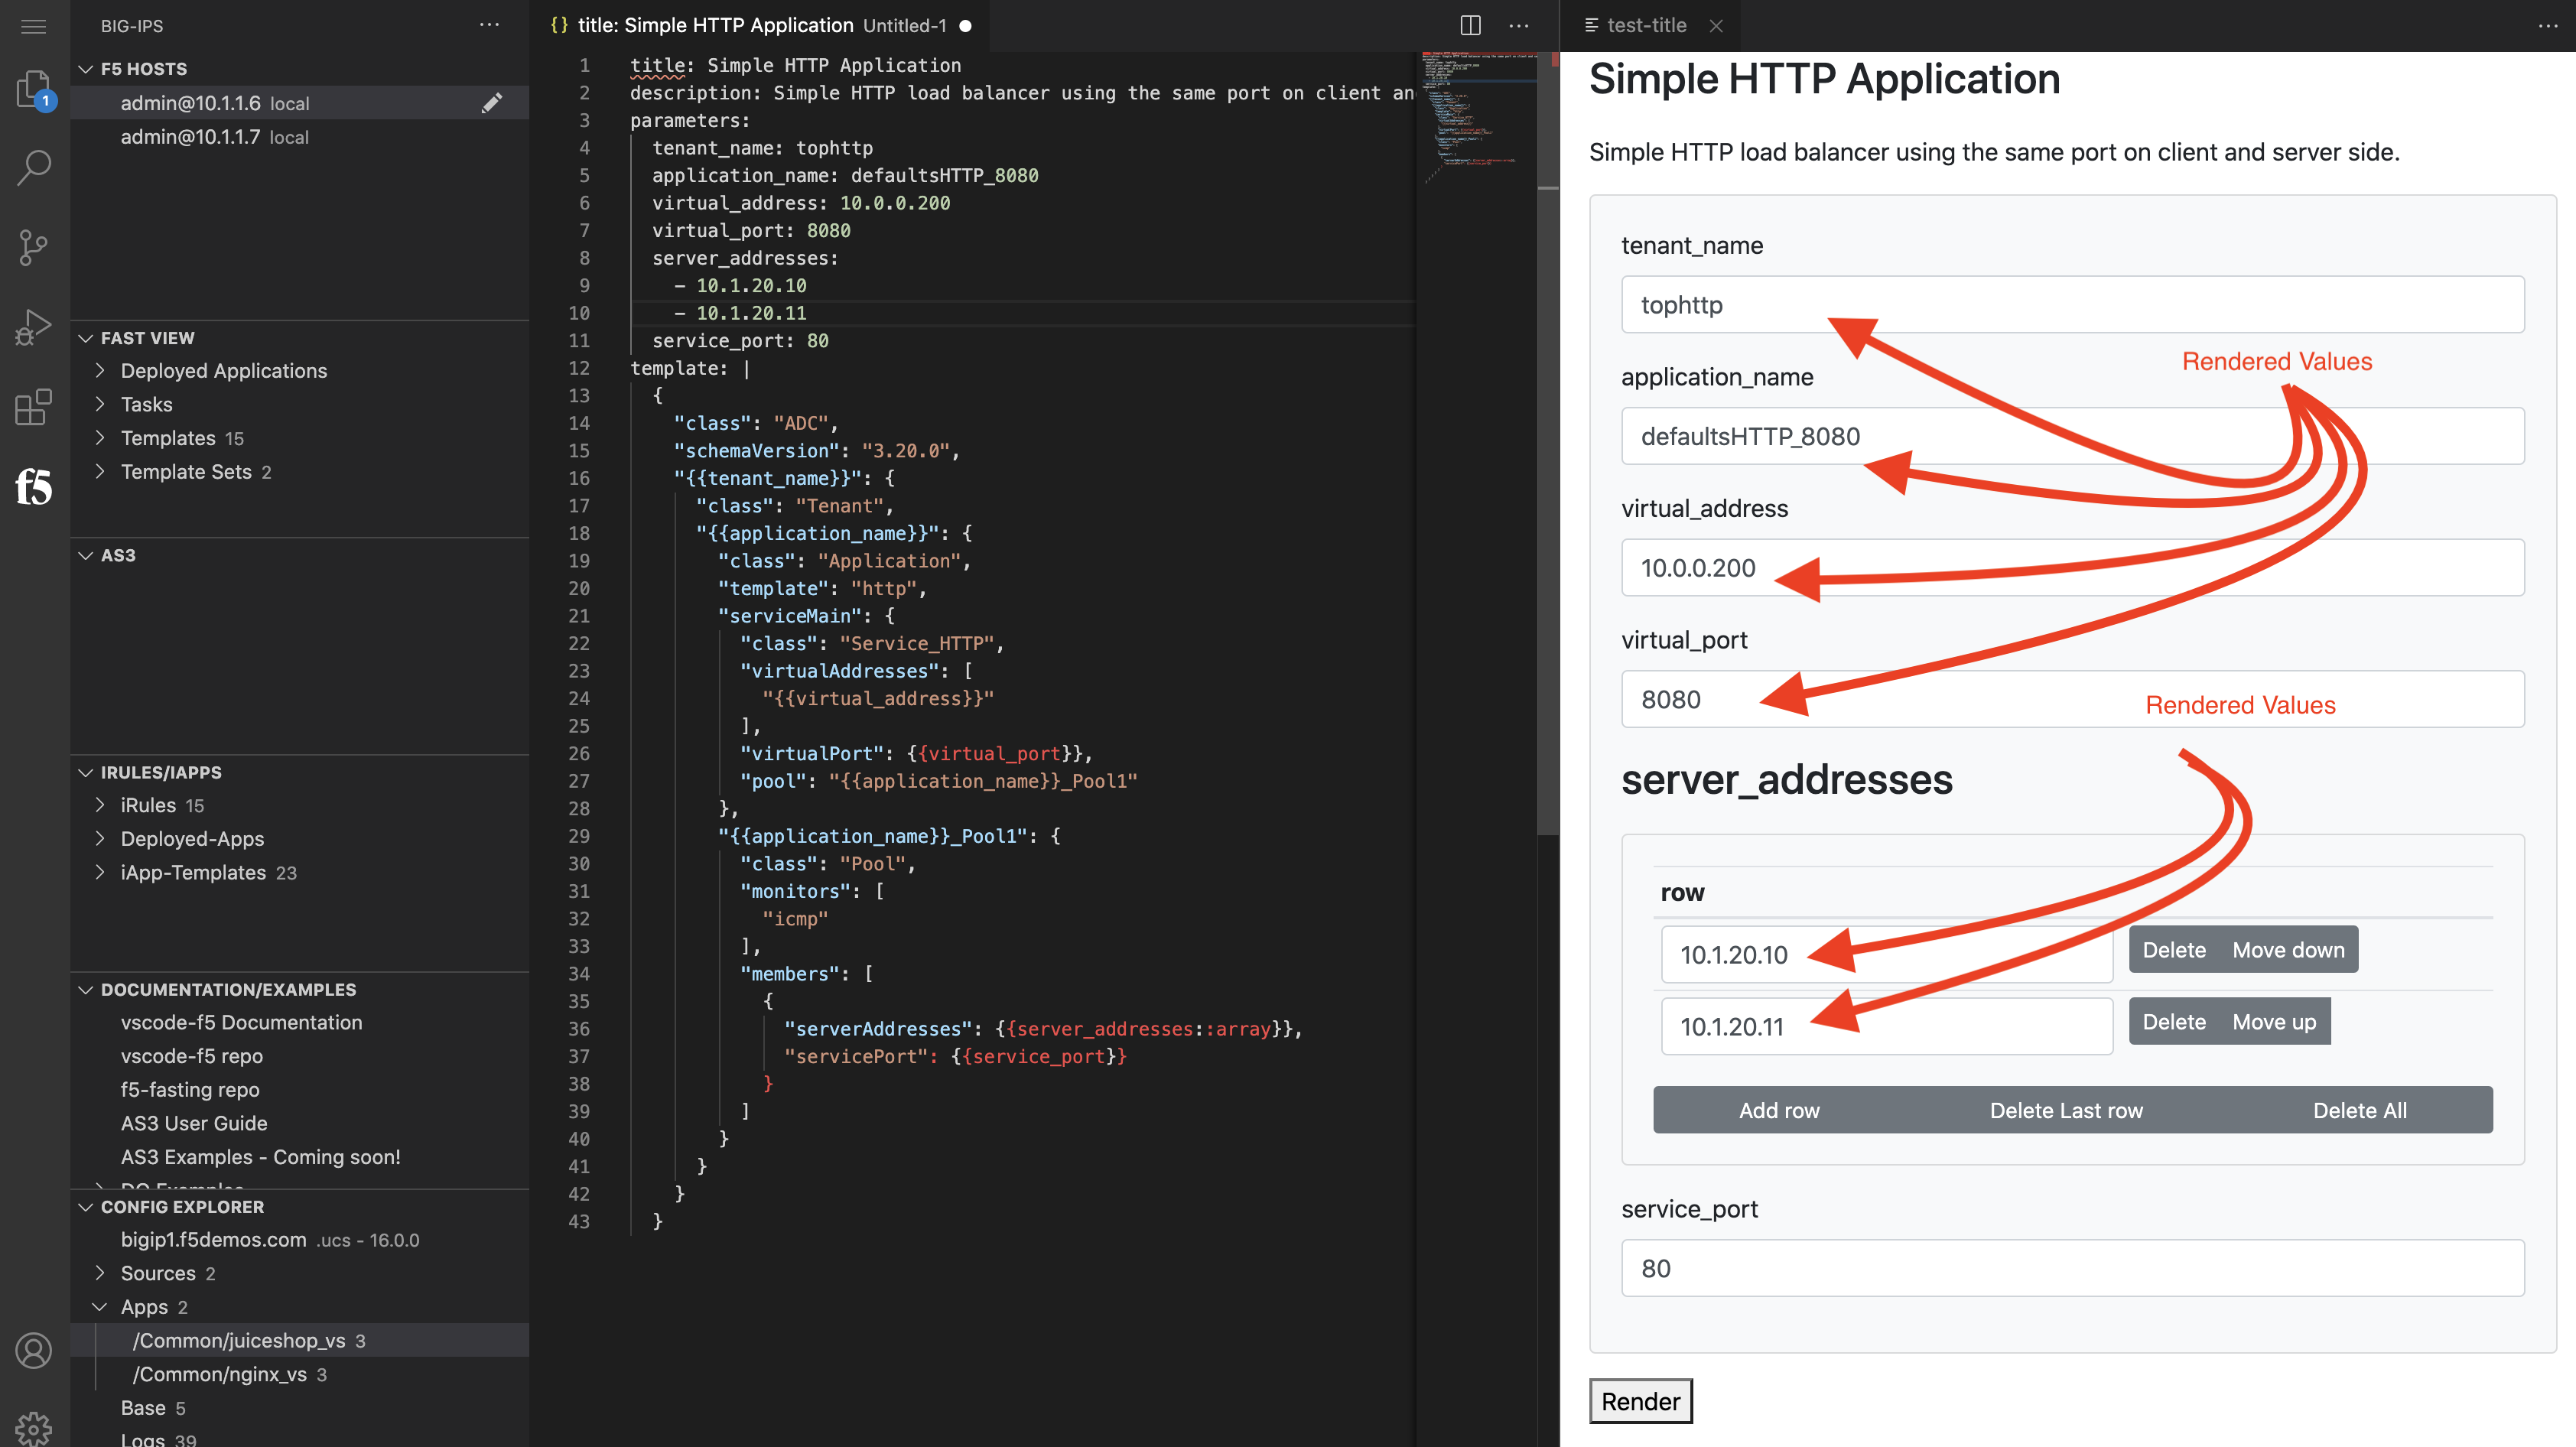 BIG-IPS
F5 HOSTS
admin@10.1.1.6 local
admin@10.1.1.7 local
FAST VIEW
Deployed Applications
Tasks
Templates 15
Template Sets 2
AS3
IRULES/IAPPS
iRules 15
Deployed-Apps
iApp-Templates 23
DOCUMENTATION/EXAMPLES
vscode-f5 Documentation
vscode-f5 repo
f5-fasting repo
AS3 User Guide
AS3 Examples - Coming soon!
DO Examples
CONFIG EXPLORER
bigip1.f5demos.com .ucs - 16.0.0
Sources 2
Apps 2
/Common/juiceshop_vs 3
/Common/nginx_vs 3
Base 5
Logs 39
1
f5
{} title: Simple HTTP Application Untitled-1
1 title: Simple HTTP Application
2 description: Simple HTTP load balancer using the same port on client an
3 parameters:
4 tenant_name: tophttp
5 application_name: defaultsHTTP_8080
6 virtual_address: 10.0.0.200
7 virtual_port: 8080
8 server_addresses:
9 - 10.1.20.10
10 - 10.1.20.11
11 service_port: 80
12 template: |
13 {
14 "class": "ADC",
15 "schemaVersion": "3.20.0",
16 "{{tenant_name}}": {
17 "class": "Tenant",
18 "{{application_name}}": {
19 "class": "Application",
20 "template": "http",
21 "serviceMain": {
22 "class": "Service_HTTP",
23 "virtualAddresses": [
24 "{{virtual_address}}"
25 ],
26 "virtualPort": {{virtual_port}},
27 "pool": "{{application_name}}_Pool1"
28 },
29 "{{application_name}}_Pool1": {
30 "class": "Pool",
31 "monitors": [
32 "icmp"
33 ],
34 "members": [
35 {
36 "serverAddresses": {{server_addresses::array}},
37 "servicePort": {{service_port}}
38 }
39 ]
40 }
41 }
42 }
43 }
test-title
Simple HTTP Application
Simple HTTP load balancer using the same port on client and server side.
tenant_name
tophttp
Rendered Values
application_name
defaultsHTTP_8080
virtual_address
10.0.0.200
virtual_port
8080
Rendered Values
server_addresses
row
10.1.20.10 Delete Move down
10.1.20.11 Delete Move up
Add row Delete Last row Delete All
service_port
80
Render